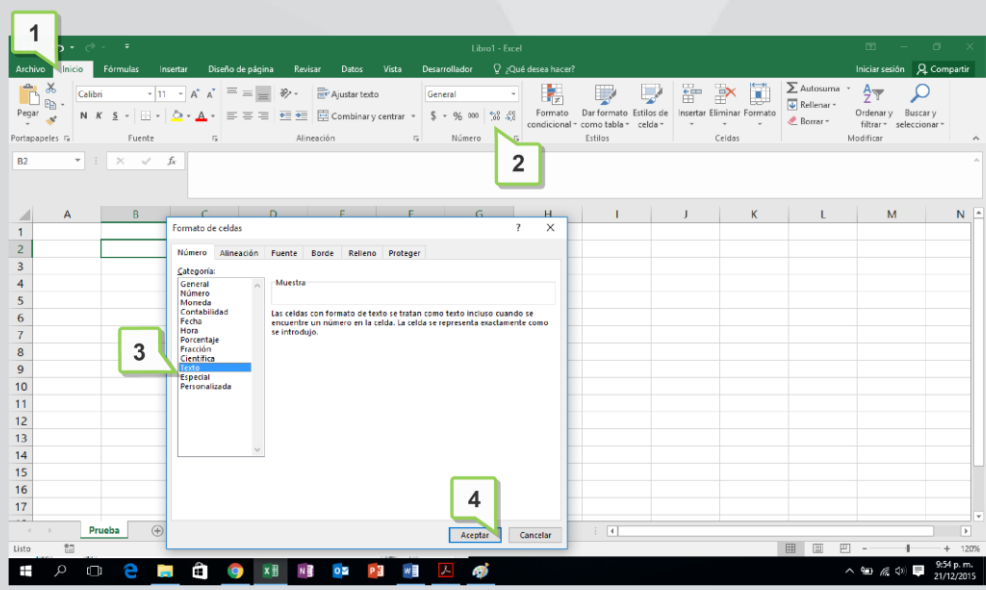 1
Libro1 - Excel
Archivo Inicio Fórmulas Insertar Diseño de página Revisar Datos Vista Desarrollador ¿Qué desea hacer? Iniciar sesión Compartir
Pegar Calibri 11 A A Ajustar texto General Formato condicional Dar formato como tabla Estilos de celda Insertar Eliminar Formato Autosuma Rellenar Borrar Ordenar y filtrar Buscar y seleccionar
N K S A Combinar y centrar $ % 000
Portapapeles Fuente Alineación Número Estilos Celdas Modificar
2
B2 fx
A B C D E F G H I J K L M N
1
2
3
4
5
6
7
8
9
10
11
12
13
14
15
16
17
Formato de celdas ? X
Número Alineación Fuente Borde Relleno Proteger
Categoría:
General
Número
Moneda
Contabilidad
Fecha
Hora
Porcentaje
Fracción
Científica
Texto
Especial
Personalizada
Muestra
Las celdas con formato de texto se tratan como texto incluso cuando se
encuentre un número en la celda. La celda se representa exactamente como
se introdujo.
3
4
Aceptar Cancelar
Prueba
Listo 120%
9:54 p. m.
21/12/2015